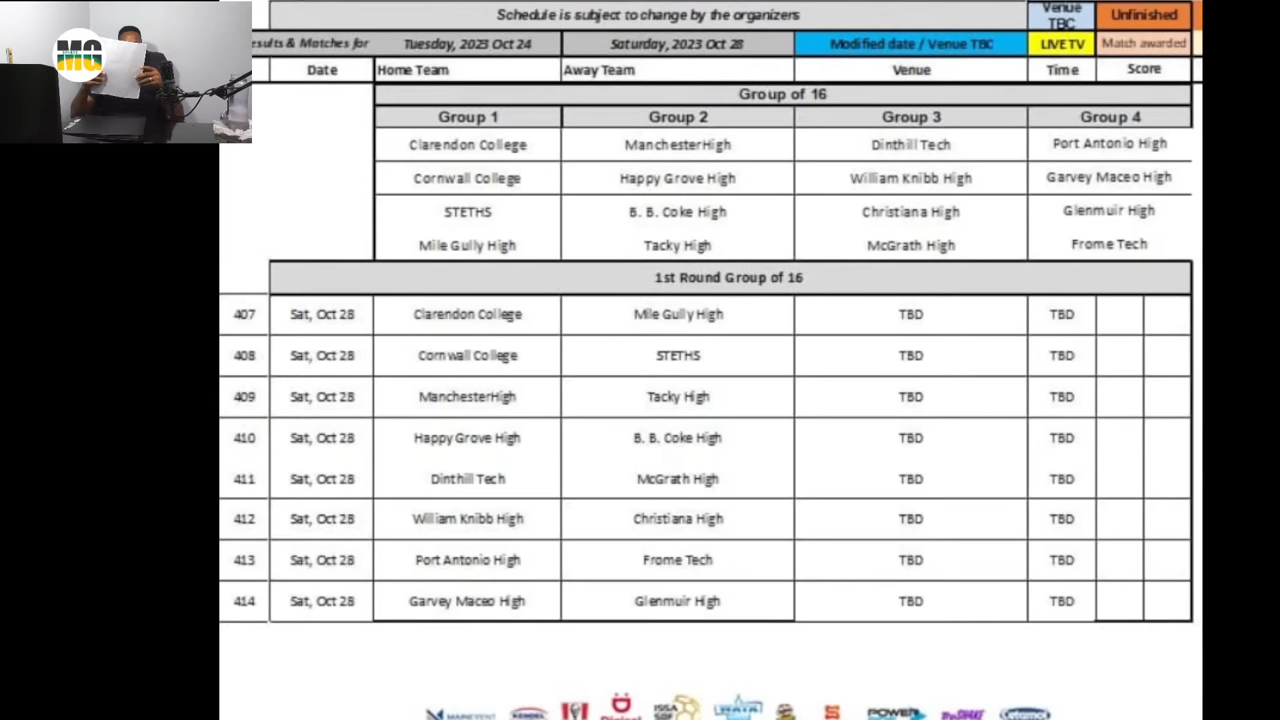 Schedule is subject to change by the organizers Venue TBC Unfinished
esults & Matches for Tuesday, 2023 Oct 24 Saturday, 2023 Oct 28 Modified date / Venue TBC LIVE TV Match awarded
MG
Date Home Team Away Team Venue Time Score
Group of 16
Group 1 Group 2 Group 3 Group 4
Clarendon College ManchesterHigh Dinthill Tech Port Antonio High
Cornwall College Happy Grove High William Knibb High Garvey Maceo High
STETHS B. B. Coke High Christiana High Glenmuir High
Mile Gully High Tacky High McGrath High Frome Tech
1st Round Group of 16
407 Sat, Oct 28 Clarendon College Mile Gully High TBD TBD
408 Sat, Oct 28 Cornwall College STETHS TBD TBD
409 Sat, Oct 28 ManchesterHigh Tacky High TBD TBD
410 Sat, Oct 28 Happy Grove High B. B. Coke High TBD TBD
411 Sat, Oct 28 Dinthill Tech McGrath High TBD TBD
412 Sat, Oct 28 William Knibb High Christiana High TBD TBD
413 Sat, Oct 28 Port Antonio High Frome Tech TBD TBD
414 Sat, Oct 28 Garvey Maceo High Glenmuir High TBD TBD
KFC Digicel ISSA WATA POWER